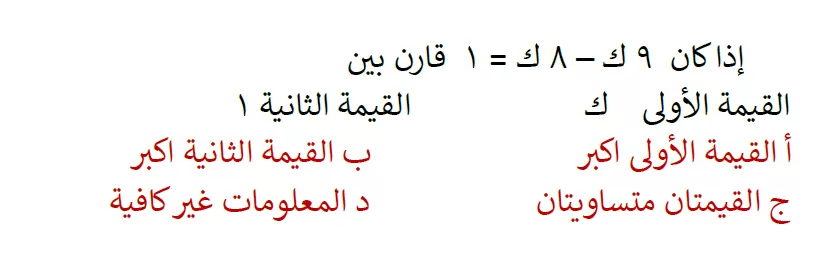 إذا كان ٩ ك – ٨ ك = ١ قارن بين
القيمة الأولى ك القيمة الثانية ١
أ القيمة الأولى اكبر ب القيمة الثانية اكبر
ج القيمتان متساويتان د المعلومات غير كافية